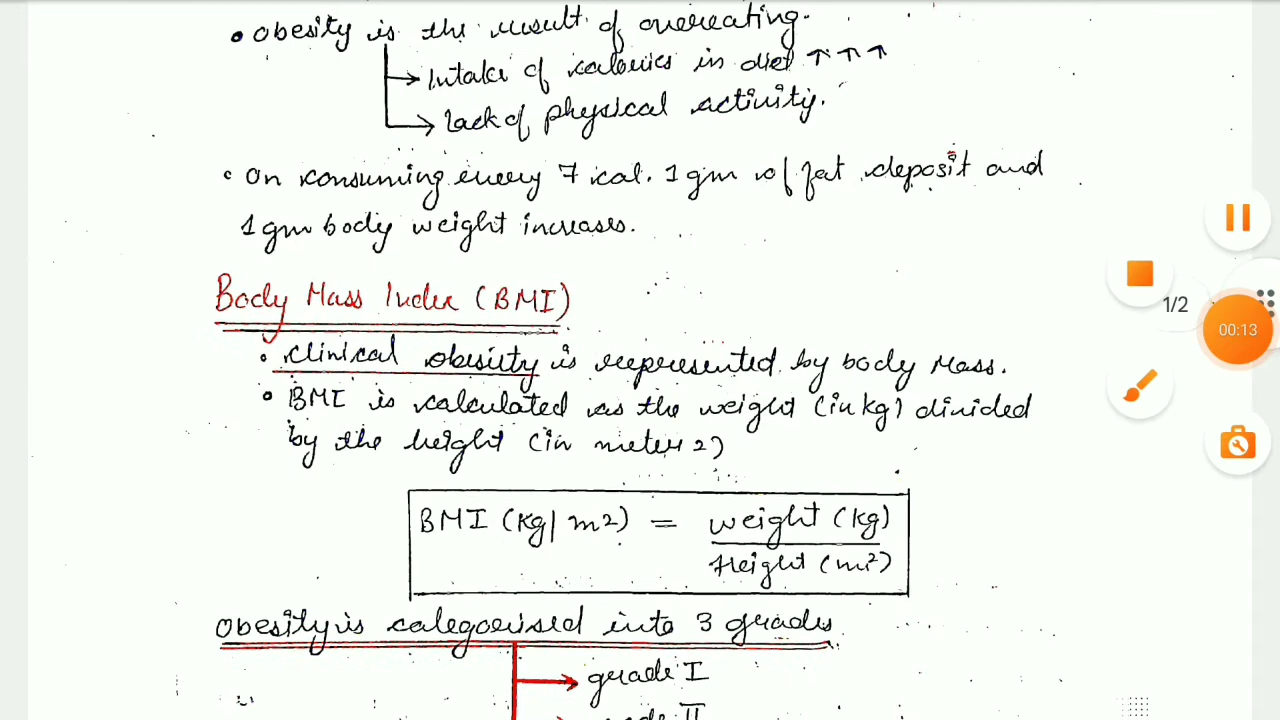 • obesity is the result of overeating.
→ Intake of calories in diet ↑ ↑ ↑
→ lack of physical activity.
• On consuming every 7 cal. 1 gm of fat deposit and
1 gm body weight increases.
Body Mass Index (BMI)
• Clinical obesity is represented by body Mass.
• BMI is calculated as the weight (in kg) divided
by the height (in meter 2)
BMI (Kg/m2) = weight (kg)
Height (m²)
Obesity is categorised into 3 grades
→ grade I
grade II
1/2
00:13